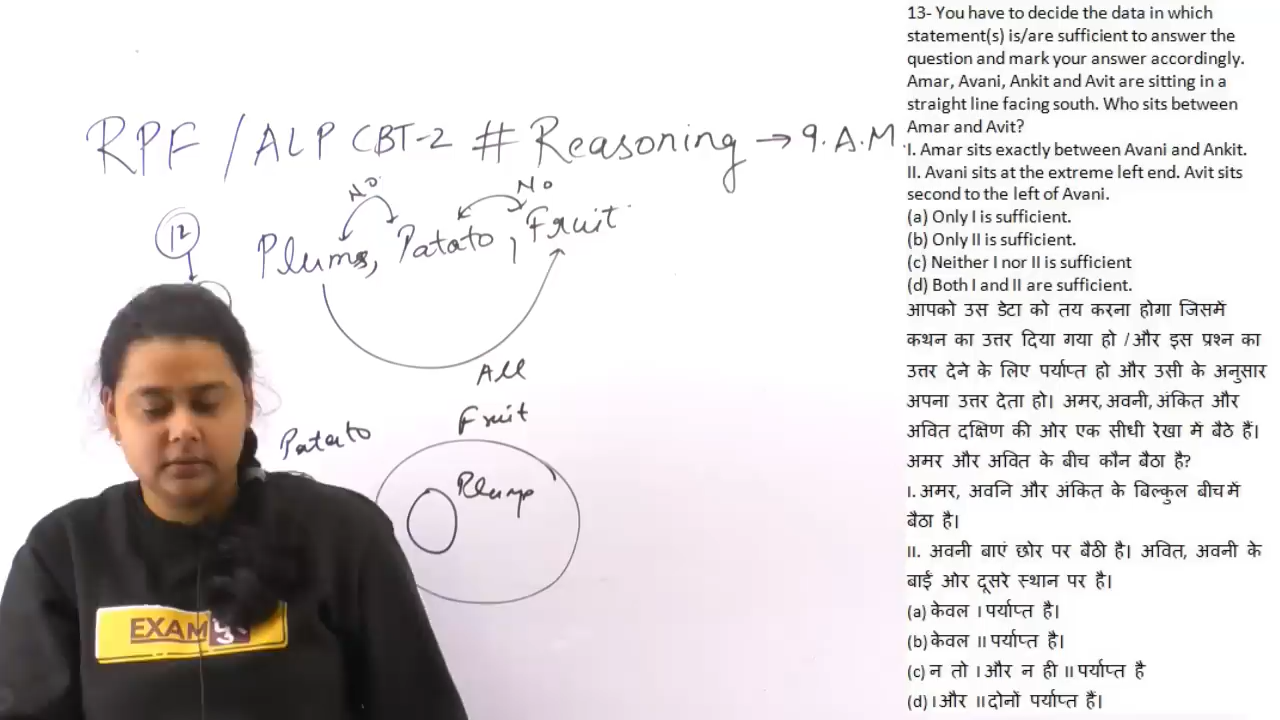 RPF / ALP CBT-2 # Reasoning → 9.A.M.
No No
12
Plums, Patato, Fruit
All
Fruit
Patato
Plump
EXAM
13- You have to decide the data in which
statement(s) is/are sufficient to answer the
question and mark your answer accordingly.
Amar, Avani, Ankit and Avit are sitting in a
straight line facing south. Who sits between
Amar and Avit?
I. Amar sits exactly between Avani and Ankit.
II. Avani sits at the extreme left end. Avit sits
second to the left of Avani.
(a) Only I is sufficient.
(b) Only II is sufficient.
(c) Neither I nor II is sufficient
(d) Both I and II are sufficient.
आपको उस डेटा को तय करना होगा जिसमें
कथन का उत्तर दिया गया हो /और इस प्रश्न का
उत्तर देने के लिए पर्याप्त हो और उसी के अनुसार
अपना उत्तर देता हो। अमर, अवनी, अंकित और
अवित दक्षिण की ओर एक सीधी रेखा में बैठे हैं।
अमर और अवित के बीच कौन बैठा है?
I. अमर, अवनि और अंकित के बिल्कुल बीच में
बैठा है।
II. अवनी बाएं छोर पर बैठी है। अवित, अवनी के
बाईं ओर दूसरे स्थान पर है।
(a) केवल I पर्याप्त है।
(b) केवल II पर्याप्त है।
(c) न तो I और न ही II पर्याप्त है
(d) I और II दोनों पर्याप्त हैं।